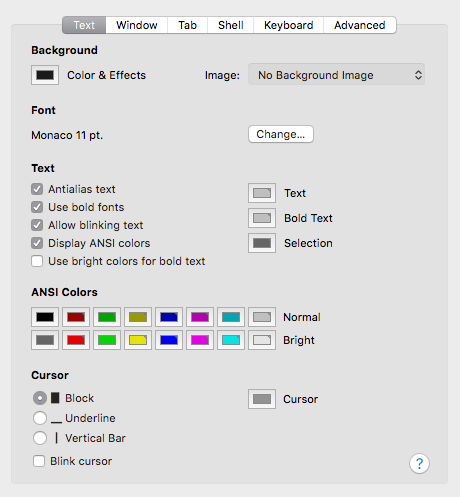 Text Window Tab Shell Keyboard Advanced
Background
Color & Effects Image: No Background Image
Font
Monaco 11 pt. Change...
Text
Antialias text Text
Use bold fonts Bold Text
Allow blinking text
Display ANSI colors Selection
Use bright colors for bold text
ANSI Colors
Normal
Bright
Cursor
Block Cursor
Underline
Vertical Bar
Blink cursor ?